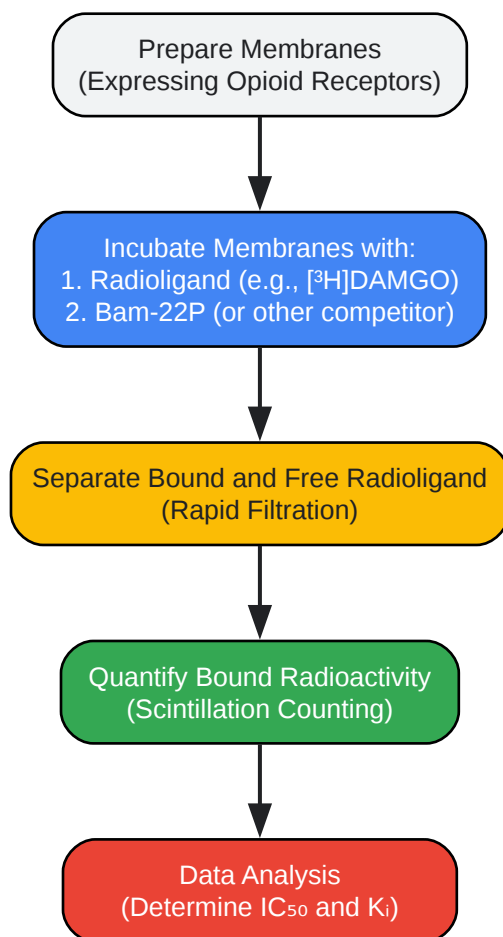 Prepare Membranes
(Expressing Opioid Receptors)
Incubate Membranes with:
1. Radioligand (e.g., [³H]DAMGO)
2. Bam-22P (or other competitor)
Separate Bound and Free Radioligand
(Rapid Filtration)
Quantify Bound Radioactivity
(Scintillation Counting)
Data Analysis
(Determine IC₅₀ and Kᵢ)